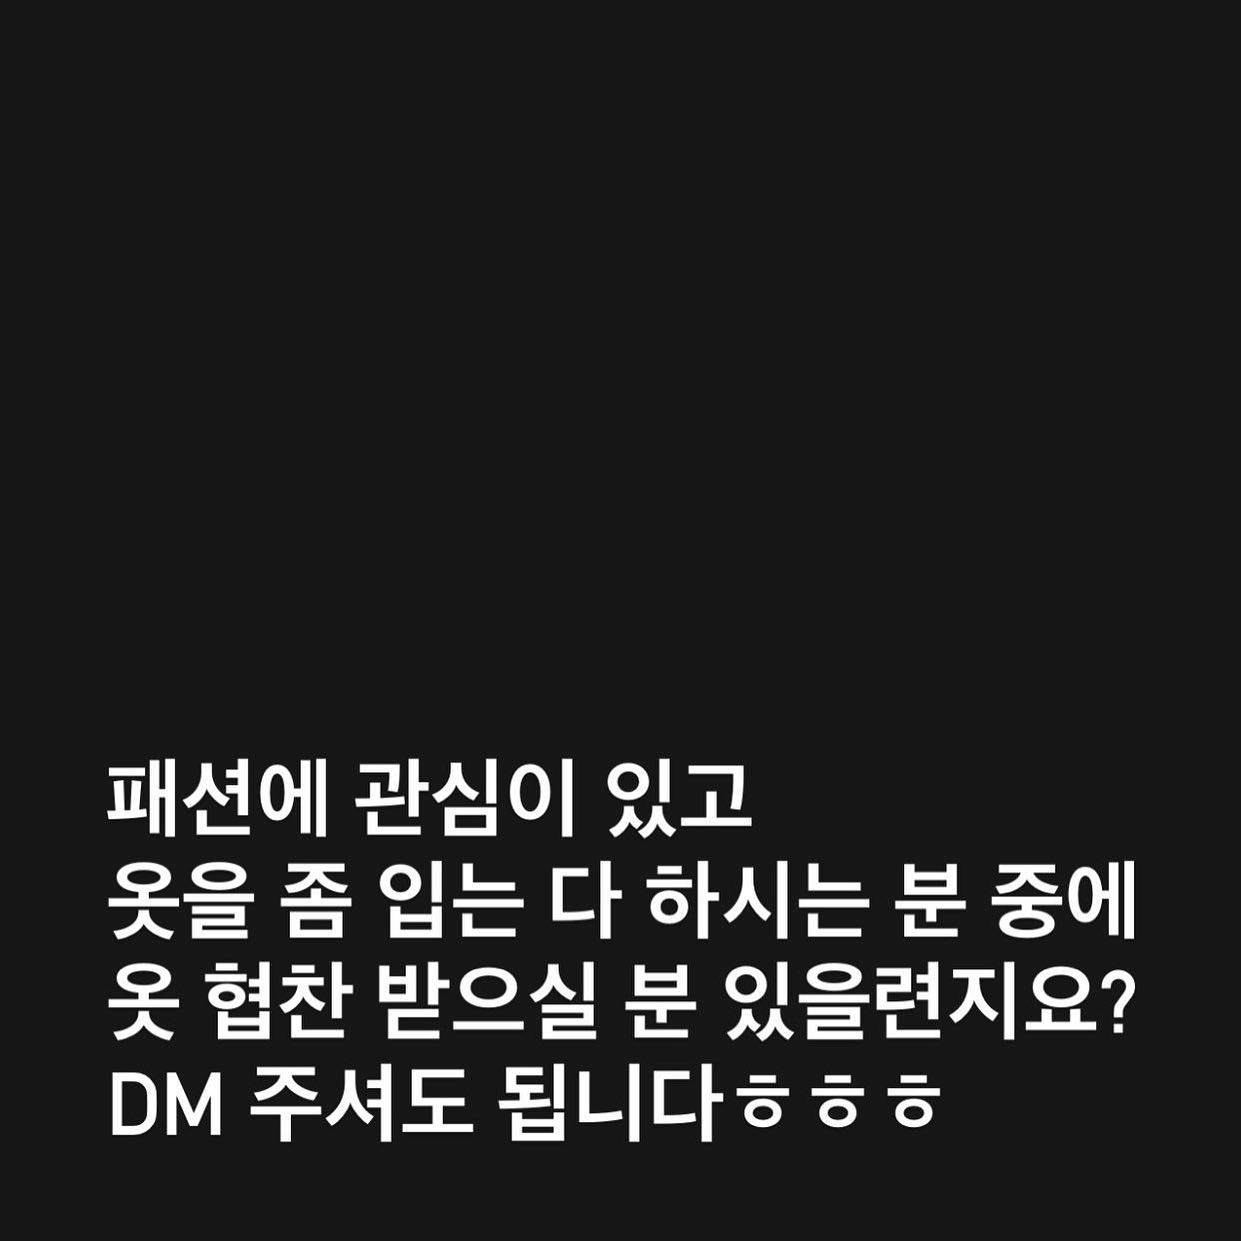 패션에 관심이 있고
옷을 좀 입는 다 하시는 분 중에
옷 협찬 받으실 분 있을련지요?
DM 주셔도 됩니다ㅎㅎㅎ